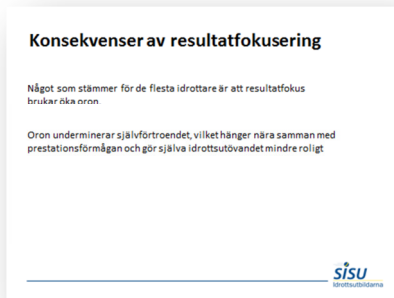 Konsekvenser av resultatfokusering
Något som stämmer för de flesta idrottare är att resultatfokus
brukar öka oron.
Oron underminerar självförtroendet, vilket hänger nära samman med
prestationsförmågan och gör själva idrottsutövandet mindre roligt
SISU
Idrottsutbildarna